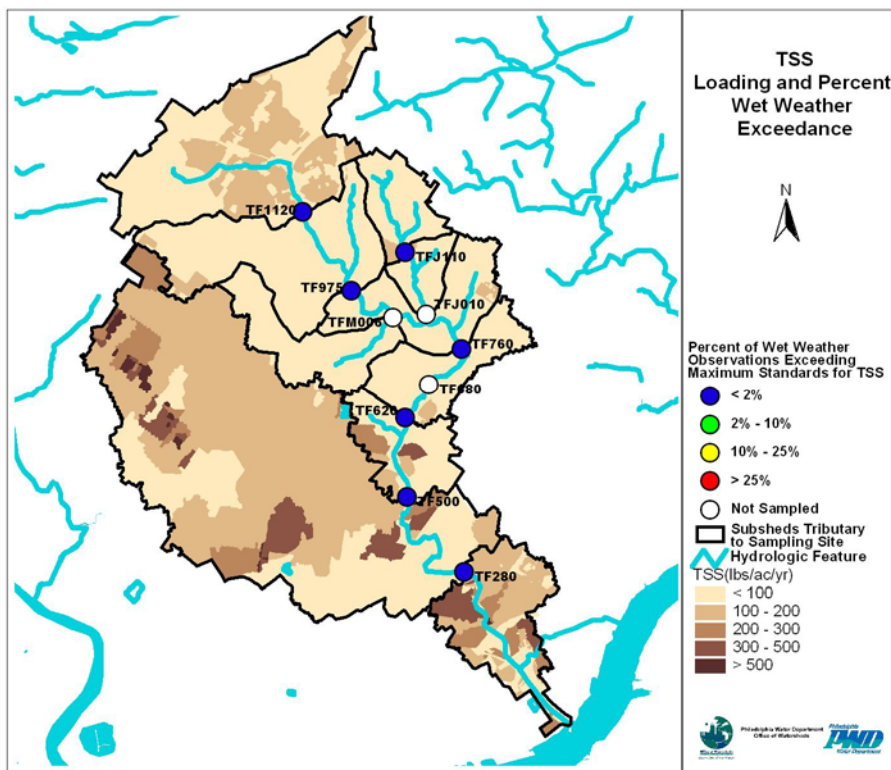 TSS
Loading and Percent
Wet Weather
Exceedance
N
TF1120
TFJ110
TF975
TFJ010
TFM006
TF760
TF680
TF620
TF500
TF280
Percent of Wet Weather
Observations Exceeding
Maximum Standards for TSS
< 2%
2% - 10%
10% - 25%
> 25%
Not Sampled
Subsheds Tributary
to Sampling Site
Hydrologic Feature
TSS(lbs/ac/yr)
< 100
100 - 200
200 - 300
300 - 500
> 500
Philadelphia Water Department
Office of Watersheds
Philadelphia
PWD
Water Department